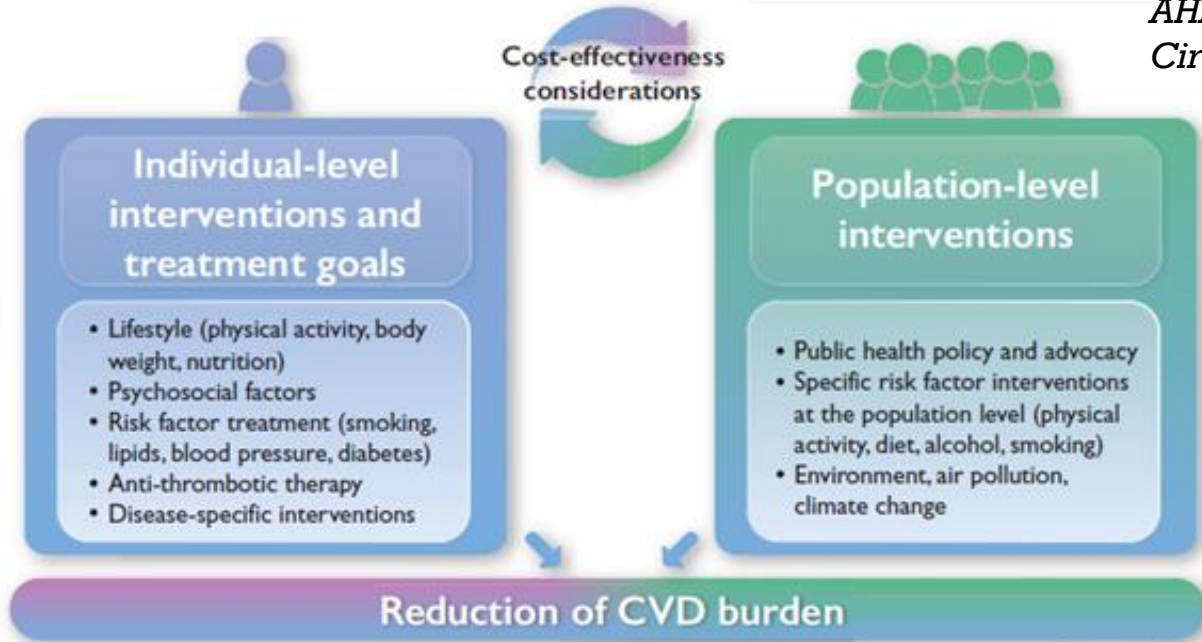 AH
Cir
Cost-effectiveness
considerations
Individual-level
interventions and
treatment goals
• Lifestyle (physical activity, body
weight, nutrition)
• Psychosocial factors
• Risk factor treatment (smoking,
lipids, blood pressure, diabetes)
• Anti-thrombotic therapy
• Disease-specific interventions
Population-level
interventions
• Public health policy and advocacy
• Specific risk factor interventions
at the population level (physical
activity, diet, alcohol, smoking)
• Environment, air pollution,
climate change
Reduction of CVD burden